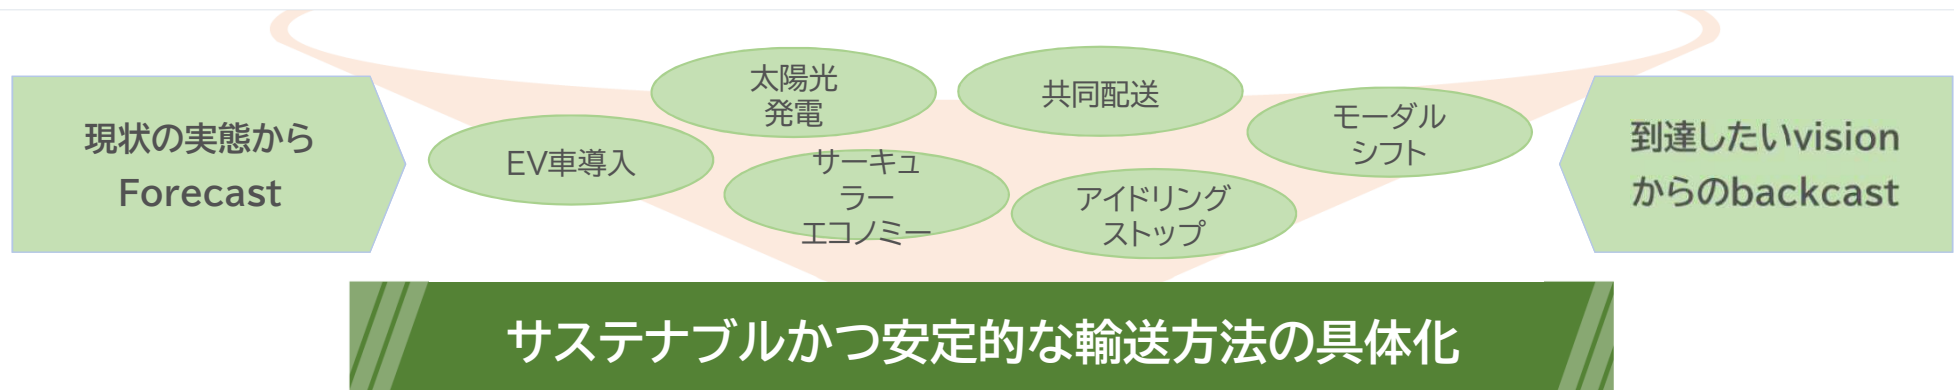 現状の実態から
Forecast
太陽光
発電
共同配送
モーダル
シフト
EV車導入
サーキュ
ラー
エコノミー
アイドリング
ストップ
到達したいvision
からのbackcast
サステナブルかつ安定的な輸送方法の具体化